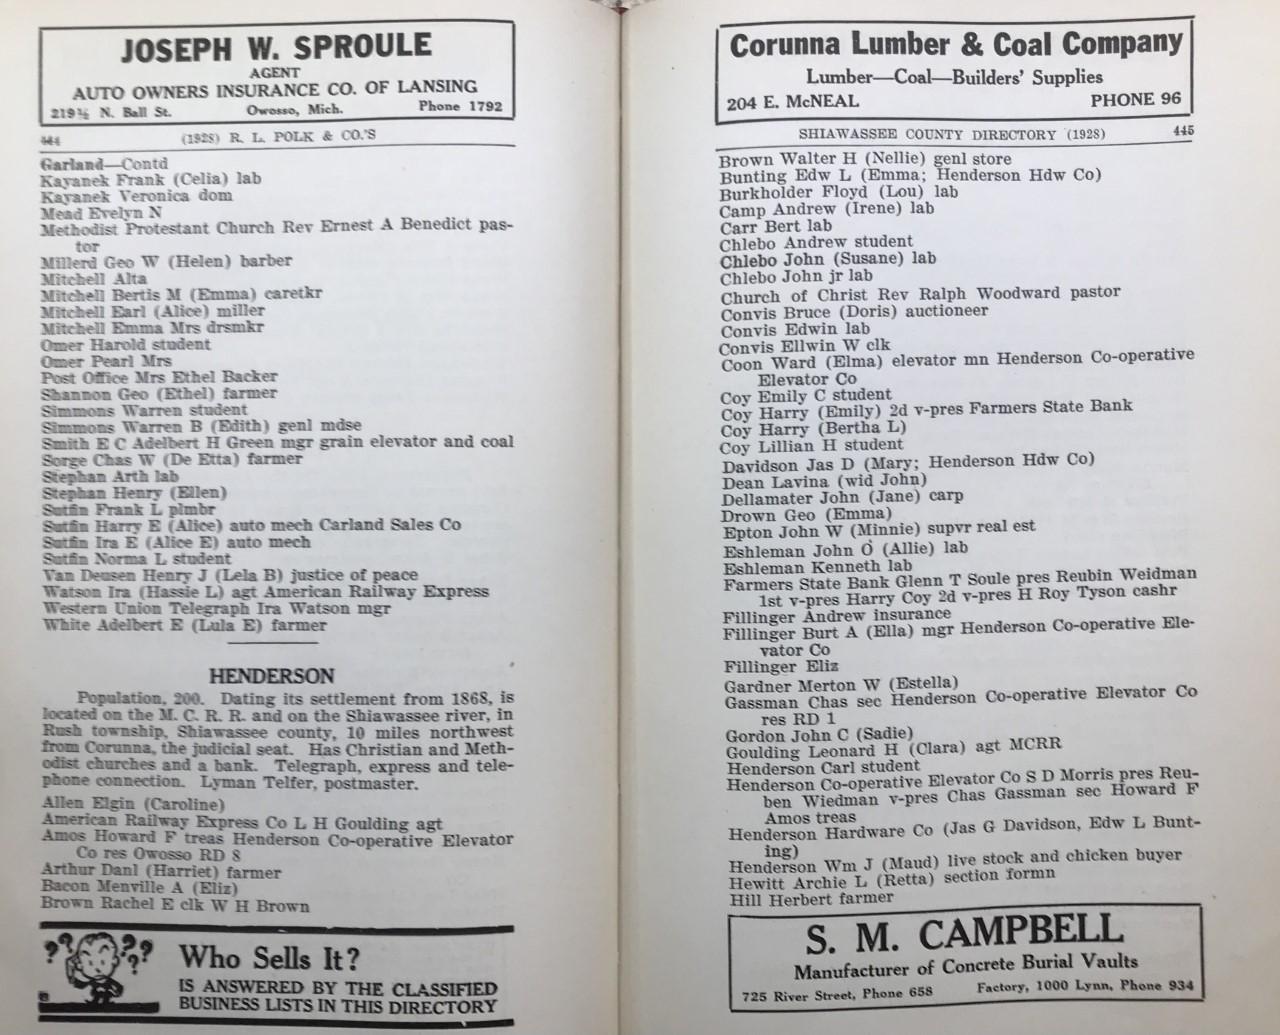 JOSEPH W. SPROULE
AGENT
AUTO OWNERS INSURANCE CO. OF LANSING
219½ N. Ball St. Owosso, Mich. Phone 1792
444 (1928) R. L. POLK & CO.'S
Garland—Contd
Kayanek Frank (Celia) lab
Kayanek Veronica dom
Mead Evelyn N
Methodist Protestant Church Rev Ernest A Benedict pas-
tor
Millerd Geo W (Helen) barber
Mitchell Alta
Mitchell Bertis M (Emma) caretkr
Mitchell Earl (Alice) miller
Mitchell Emma Mrs drsmkr
Omer Harold student
Omer Pearl Mrs
Post Office Mrs Ethel Backer
Shannon Geo (Ethel) farmer
Simmons Warren student
Simmons Warren B (Edith) genl mdse
Smith E C Adelbert H Green mgr grain elevator and coal
Sorge Chas W (De Etta) farmer
Stephan Arth lab
Stephan Henry (Ellen)
Sutfin Frank L plmbr
Sutfin Harry E (Alice) auto mech Carland Sales Co
Sutfin Ira E (Alice E) auto mech
Sutfin Norma L student
Van Deusen Henry J (Lela B) justice of peace
Watson Ira (Hassie L) agt American Railway Express
Western Union Telegraph Ira Watson mgr
White Adelbert E (Lula E) farmer
HENDERSON
Population, 200. Dating its settlement from 1868, is
located on the M. C. R. R. and on the Shiawassee river, in
Rush township, Shiawassee county, 10 miles northwest
from Corunna, the judicial seat. Has Christian and Meth-
odist churches and a bank. Telegraph, express and tele-
phone connection. Lyman Telfer, postmaster.
Allen Elgin (Caroline)
American Railway Express Co L H Goulding agt
Amos Howard F treas Henderson Co-operative Elevator
Co res Owosso RD 8
Arthur Danl (Harriet) farmer
Bacon Menville A (Eliz)
Brown Rachel E clk W H Brown
??? ??? Who Sells It?
IS ANSWERED BY THE CLASSIFIED
BUSINESS LISTS IN THIS DIRECTORY
Corunna Lumber & Coal Company
Lumber—Coal—Builders' Supplies
204 E. McNEAL PHONE 96
SHIAWASSEE COUNTY DIRECTORY (1928) 445
Brown Walter H (Nellie) genl store
Bunting Edw L (Emma; Henderson Hdw Co)
Burkholder Floyd (Lou) lab
Camp Andrew (Irene) lab
Carr Bert lab
Chlebo Andrew student
Chlebo John (Susane) lab
Chlebo John jr lab
Church of Christ Rev Ralph Woodward pastor
Convis Bruce (Doris) auctioneer
Convis Edwin lab
Convis Ellwin W clk
Coon Ward (Elma) elevator mn Henderson Co-operative
Elevator Co
Coy Emily C student
Coy Harry (Emily) 2d v-pres Farmers State Bank
Coy Harry (Bertha L)
Coy Lillian H student
Davidson Jas D (Mary; Henderson Hdw Co)
Dean Lavina (wid John)
Dellamater John (Jane) carp
Drown Geo (Emma)
Epton John W (Minnie) supvr real est
Eshleman John O (Allie) lab
Eshleman Kenneth lab
Farmers State Bank Glenn T Soule pres Reubin Weidman
1st v-pres Harry Coy 2d v-pres H Roy Tyson cashr
Fillinger Andrew insurance
Fillinger Burt A (Ella) mgr Henderson Co-operative Ele-
vator Co
Fillinger Eliz
Gardner Merton W (Estella)
Gassman Chas sec Henderson Co-operative Elevator Co
res RD 1
Gordon John C (Sadie)
Goulding Leonard H (Clara) agt MCRR
Henderson Carl student
Henderson Co-operative Elevator Co S D Morris pres Reu-
ben Wiedman v-pres Chas Gassman sec Howard F
Amos treas
Henderson Hardware Co (Jas G Davidson, Edw L Bunt-
ing)
Henderson Wm J (Maud) live stock and chicken buyer
Hewitt Archie L (Retta) section formn
Hill Herbert farmer
S. M. CAMPBELL
Manufacturer of Concrete Burial Vaults
725 River Street, Phone 658 Factory, 1000 Lynn, Phone 934